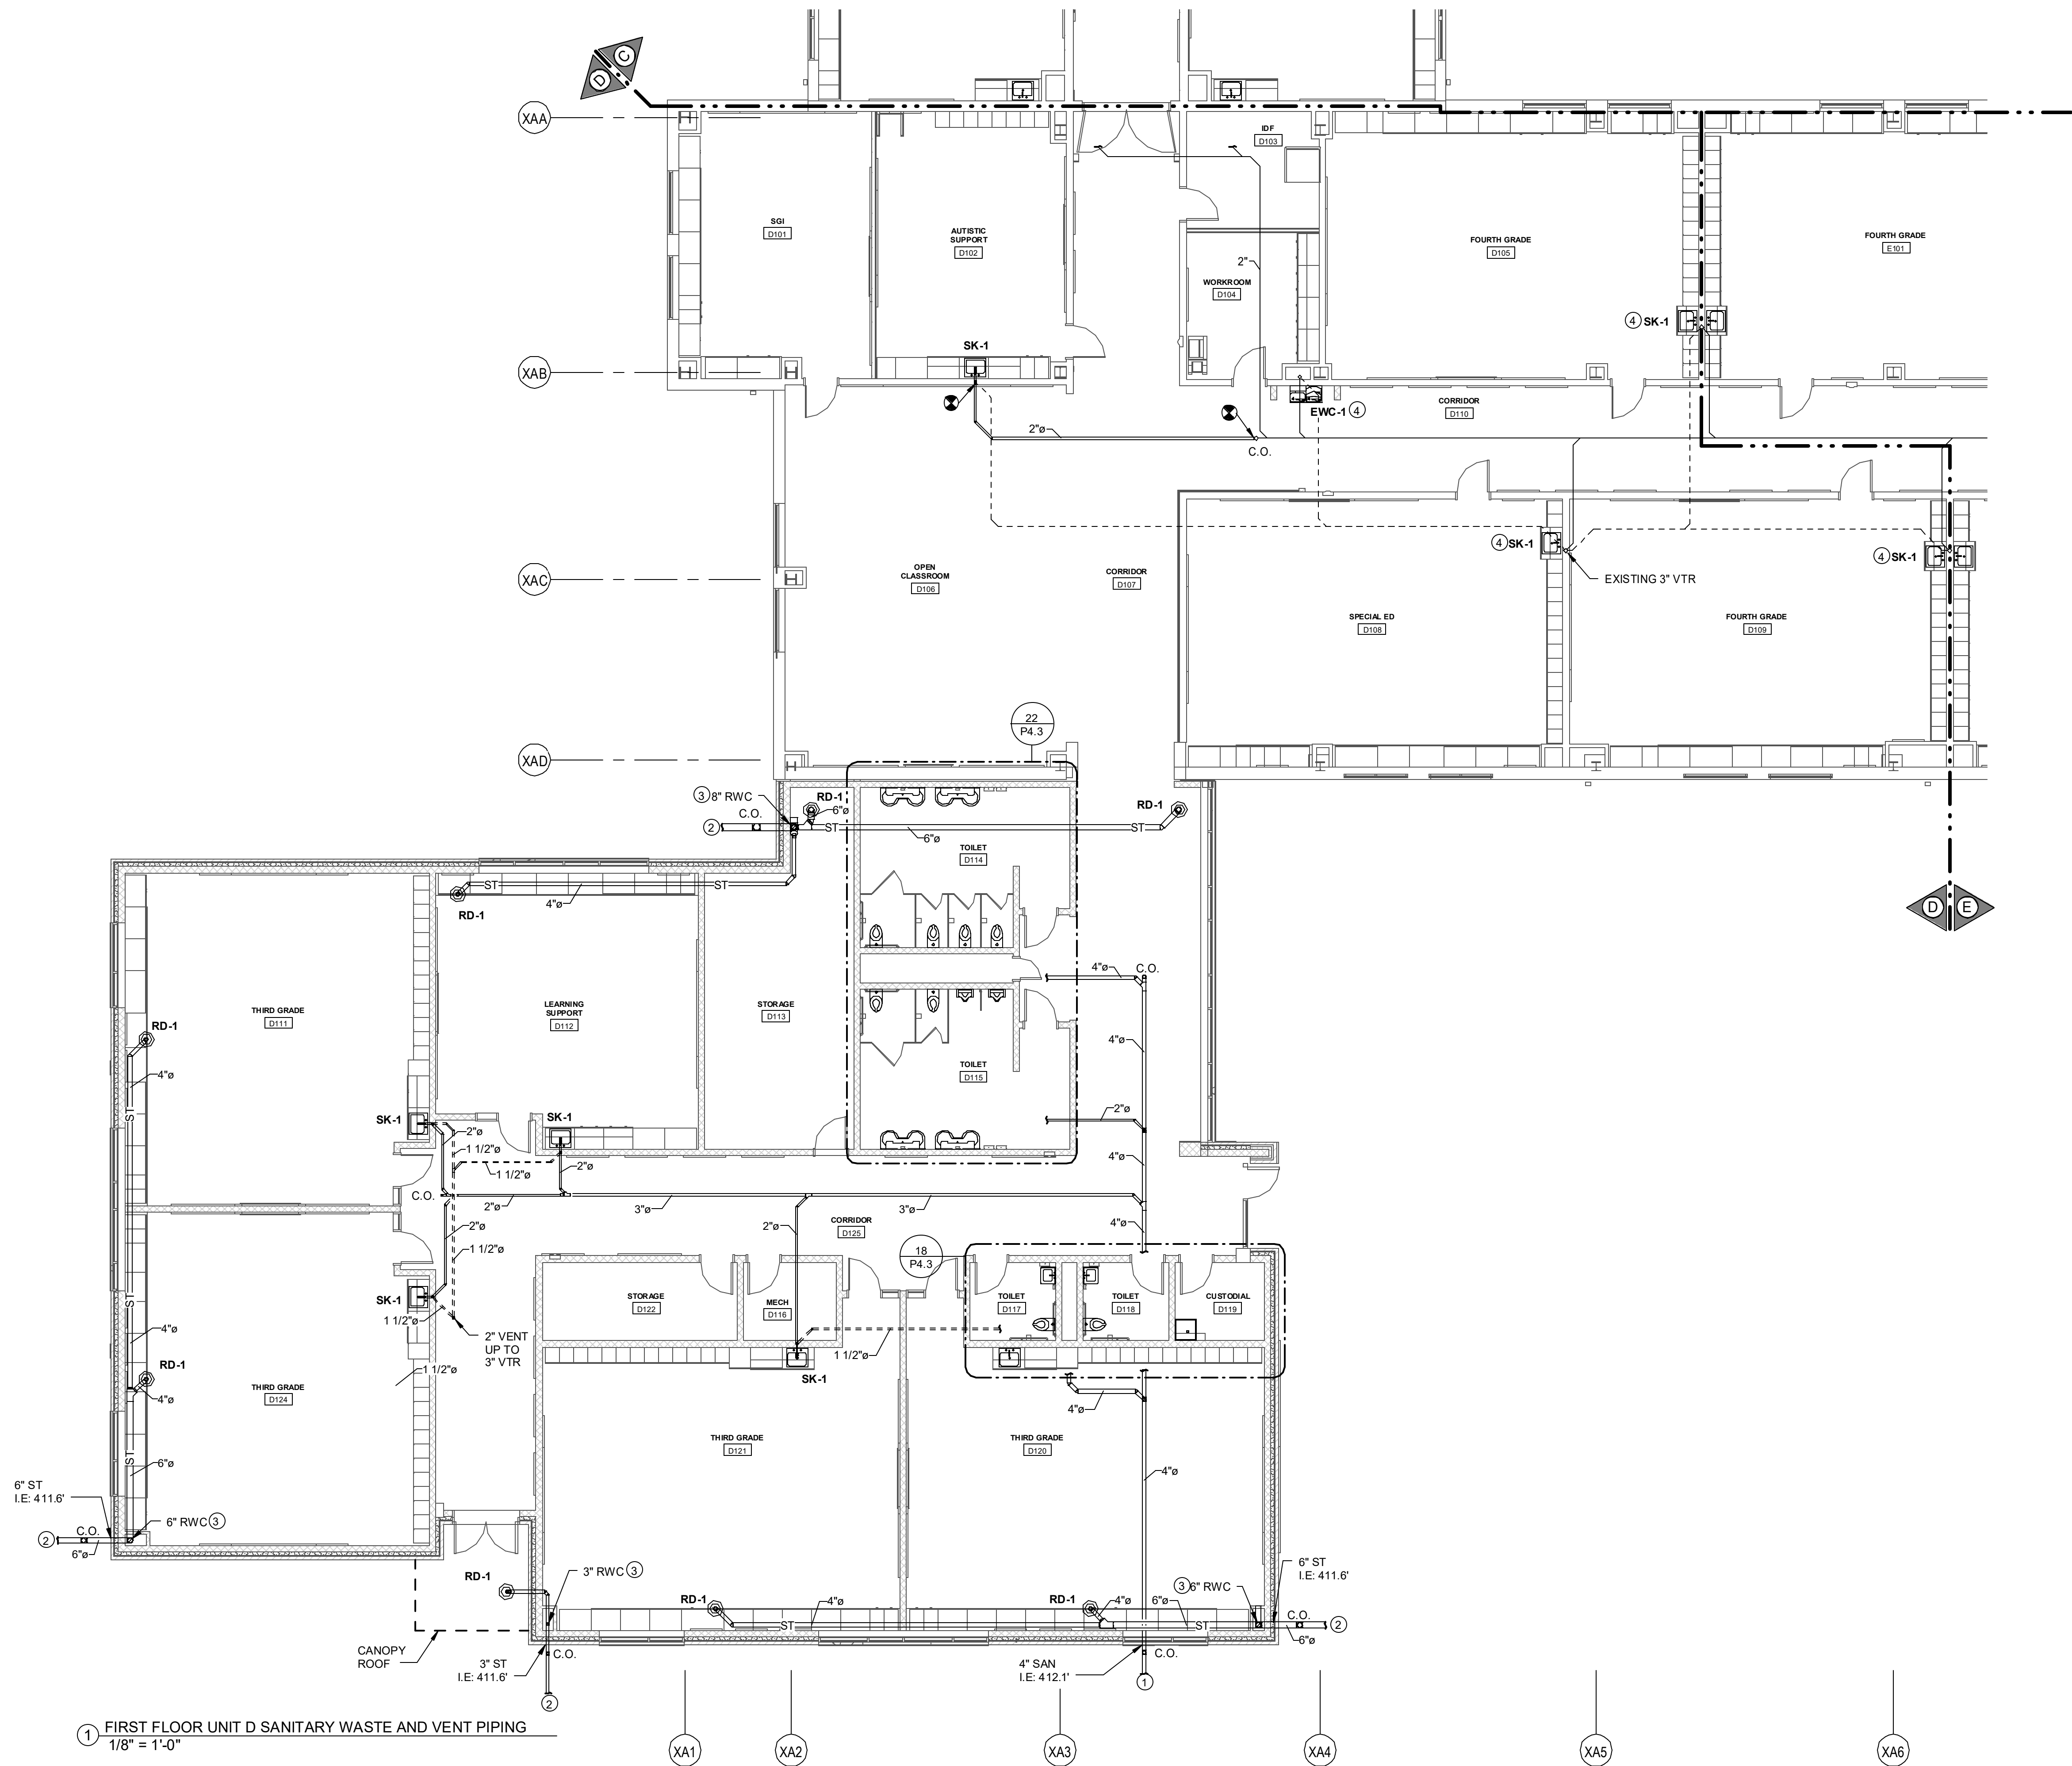 C
D
XAA
IDF
D103
SGI
D101
AUTISTIC
SUPPORT
D102
FOURTH GRADE
D105
FOURTH GRADE
E101
2"
WORKROOM
D104
4 SK-1
SK-1
XAB
EWC-1 4
CORRIDOR
D110
2"ø
C.O.
4 SK-1
4 SK-1
EXISTING 3" VTR
XAC
OPEN
CLASSROOM
D106
CORRIDOR
D107
SPECIAL ED
D108
FOURTH GRADE
D109
22
P4.3
XAD
3 8" RWC
RD-1
6"ø
RD-1
C.O.
2
ST
ST
6"ø
TOILET
D114
ST
ST
4"ø
RD-1
D
E
4"ø
C.O.
THIRD GRADE
D111
LEARNING
SUPPORT
D112
STORAGE
D113
RD-1
4"ø
4"ø
TOILET
D115
ST
SK-1
SK-1
2"ø
2"ø
1 1/2"ø
4"ø
1 1/2"ø
2"ø
C.O.
2"ø
3"ø
3"ø
2"ø
2"ø
CORRIDOR
D125
4"ø
1 1/2"ø
18
P4.3
SK-1
ST
STORAGE
D122
MECH
D116
TOILET
D117
TOILET
D118
CUSTODIAL
D119
1 1/2"ø
4"ø
2" VENT
UP TO
3" VTR
1 1/2"ø
RD-1
1 1/2"ø
SK-1
THIRD GRADE
D124
4"ø
4"ø
THIRD GRADE
D121
THIRD GRADE
D120
ST
6"ø
4"ø
6" ST
I.E: 411.6'
6" RWC 3
C.O.
2
6"ø
RD-1
3" RWC 3
6" ST
I.E: 411.6'
RD-1
4"ø
RD-1
4"ø
6"ø
3 6" RWC
ST
ST
C.O.
2
6"ø
CANOPY
ROOF
3" ST
I.E: 411.6'
C.O.
2
4" SAN
I.E: 412.1'
C.O.
1
1 FIRST FLOOR UNIT D SANITARY WASTE AND VENT PIPING
1/8" = 1'-0"
XA1
XA2
XA3
XA4
XA5
XA6